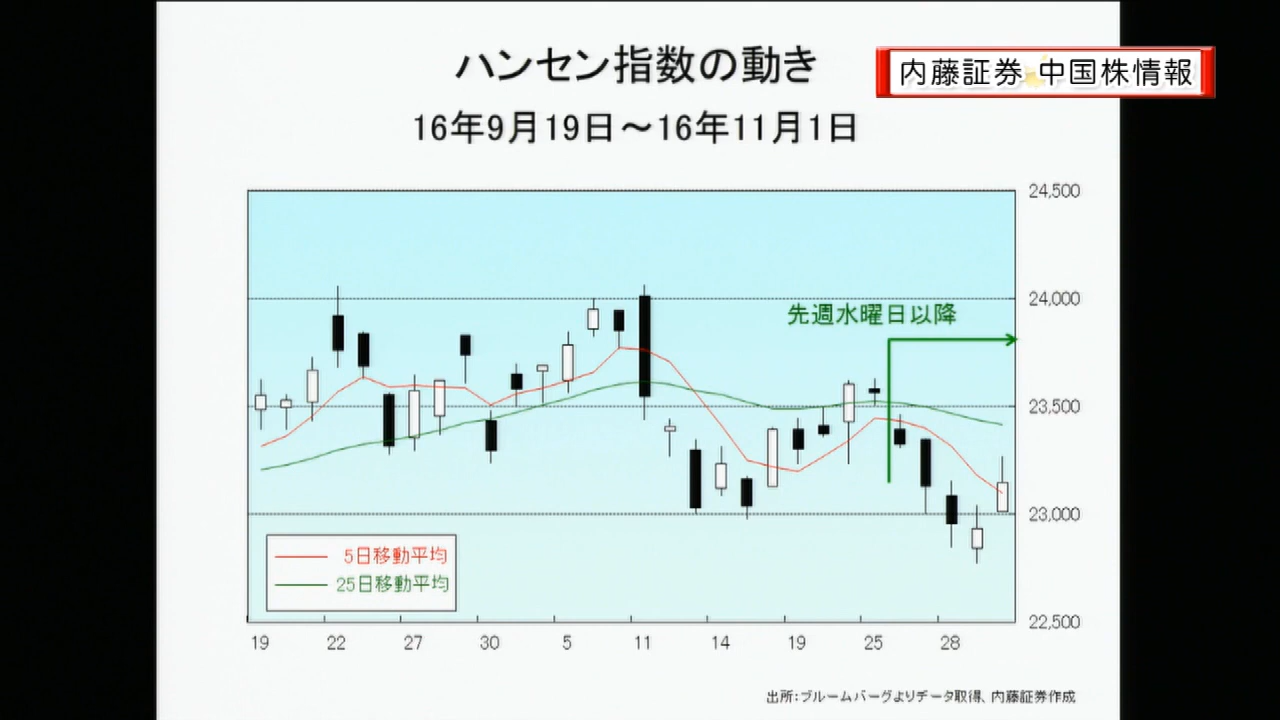 ハンセン指数の動き
内藤証券 中国株情報
16年9月19日～16年11月1日
24,500
24,000
先週水曜日以降
23,500
23,000
5日移動平均
25日移動平均
22,500
19 22 27 30 5 11 14 19 25 28
出所:ブルームバーグよりデータ取得、内藤証券作成